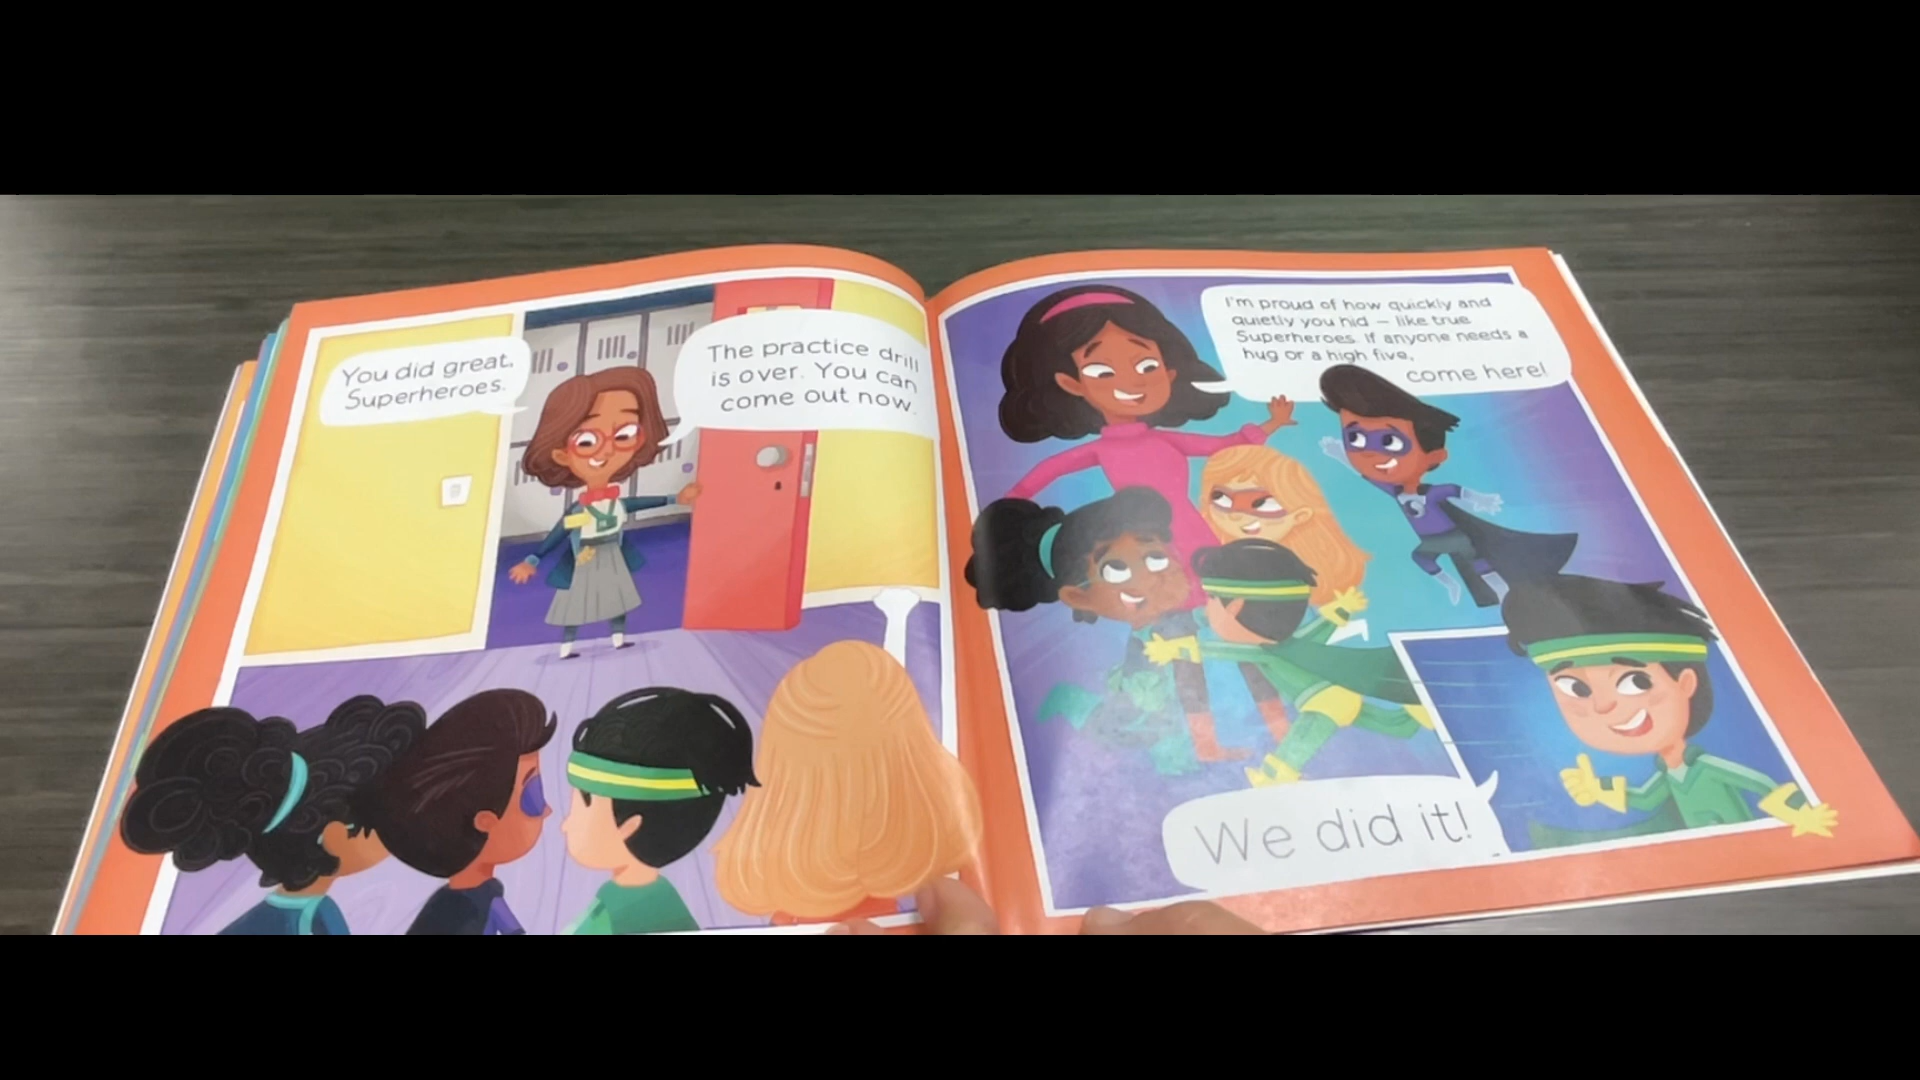 You did great,
Superheroes.
The practice drill
is over. You can
come out now.
I'm proud of how quickly and
quietly you hid – like true
Superheroes. If anyone needs a
hug or a high five,
come here!
We did it!